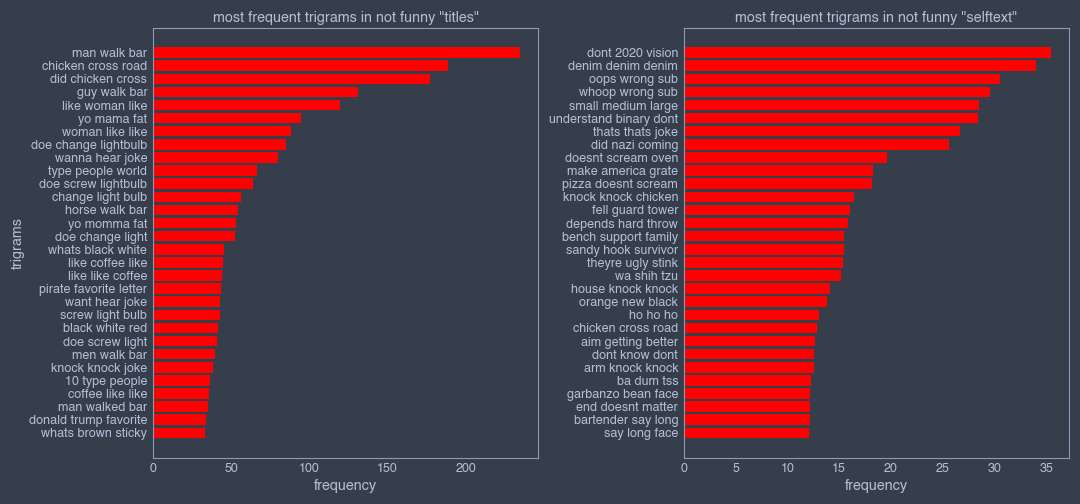 most frequent trigrams in not funny "titles"
trigrams
man walk bar
chicken cross road
did chicken cross
guy walk bar
like woman like
yo mama fat
woman like like
doe change lightbulb
wanna hear joke
type people world
doe screw lightbulb
change light bulb
horse walk bar
yo momma fat
doe change light
whats black white
like coffee like
like like coffee
pirate favorite letter
want hear joke
screw light bulb
black white red
doe screw light
men walk bar
knock knock joke
10 type people
coffee like like
man walked bar
donald trump favorite
whats brown sticky
0 50 100 150 200
frequency
most frequent trigrams in not funny "selftext"
dont 2020 vision
denim denim denim
oops wrong sub
whoop wrong sub
small medium large
understand binary dont
thats thats joke
did nazi coming
doesnt scream oven
make america grate
pizza doesnt scream
knock knock chicken
fell guard tower
depends hard throw
bench support family
sandy hook survivor
theyre ugly stink
wa shih tzu
house knock knock
orange new black
ho ho ho
chicken cross road
aim getting better
dont know dont
arm knock knock
ba dum tss
garbanzo bean face
end doesnt matter
bartender say long
say long face
0 5 10 15 20 25 30 35
frequency